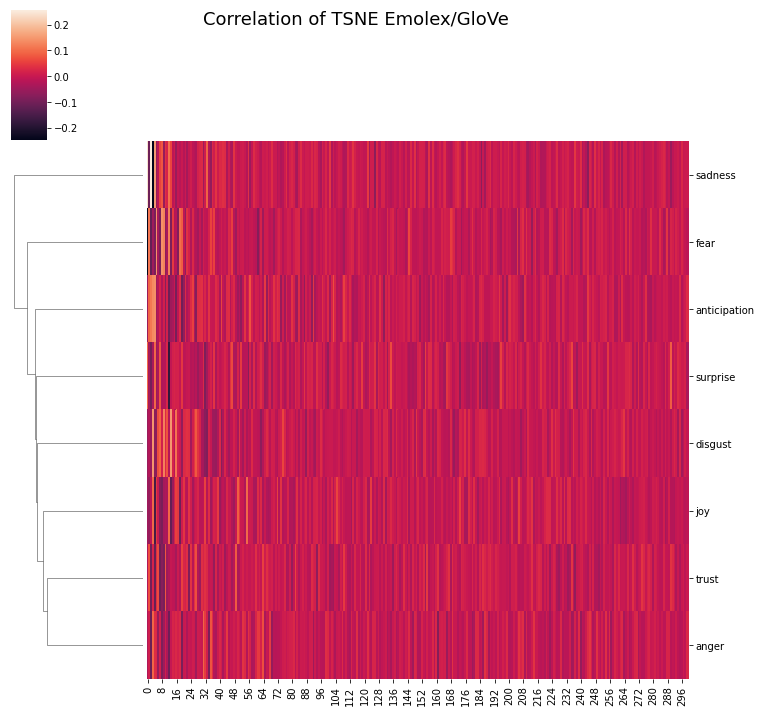 Correlation of TSNE Emolex/GloVe
0.2
0.1
0.0
−0.1
−0.2
sadness
fear
anticipation
surprise
disgust
joy
trust
anger
0 8 16 24 32 40 48 56 64 72 80 88 96 104 112 120 128 136 144 152 160 168 176 184 192 200 208 216 224 232 240 248 256 264 272 280 288 296